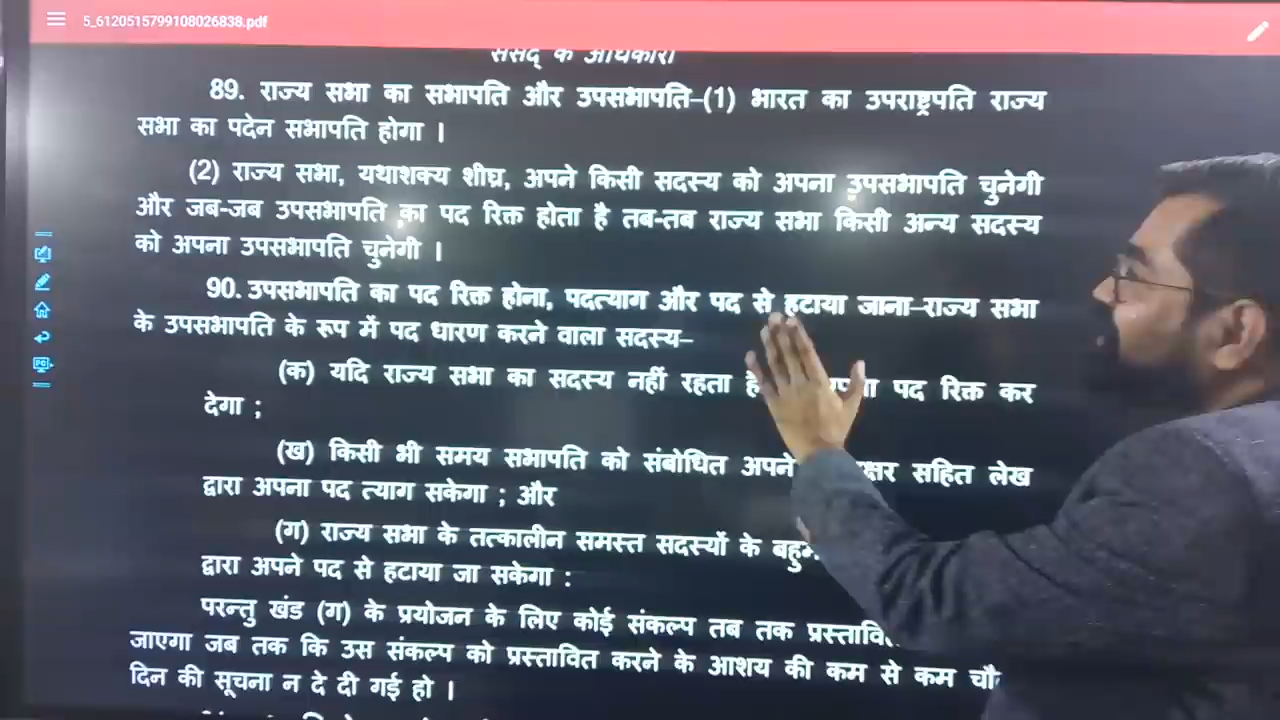 5_6120515799108026838.pdf
संसद् के अधिकारी
89. राज्य सभा का सभापति और उपसभापति–(1) भारत का उपराष्ट्रपति राज्य
सभा का पदेन सभापति होगा ।
(2) राज्य सभा, यथाशक्य शीघ्र, अपने किसी सदस्य को अपना उपसभापति चुनेगी
और जब-जब उपसभापति का पद रिक्त होता है तब-तब राज्य सभा किसी अन्य सदस्य
को अपना उपसभापति चुनेगी ।
90. उपसभापति का पद रिक्त होना, पदत्याग और पद से हटाया जाना–राज्य सभा
के उपसभापति के रूप में पद धारण करने वाला सदस्य–
(क) यदि राज्य सभा का सदस्य नहीं रहता पद रिक्त कर
देगा ;
(ख) किसी भी समय सभापति को संबोधित अपने सहित लेख
द्वारा अपना पद त्याग सकेगा ; और
(ग) राज्य सभा के तत्कालीन समस्त सदस्यों के
द्वारा अपने पद से हटाया जा सकेगा :
परन्तु खंड (ग) के प्रयोजन के लिए कोई संकल्प तब तक
जाएगा जब तक कि उस संकल्प को प्रस्तावित करने के आशय की कम से कम
दिन की सूचना न दे दी गई हो ।
PC